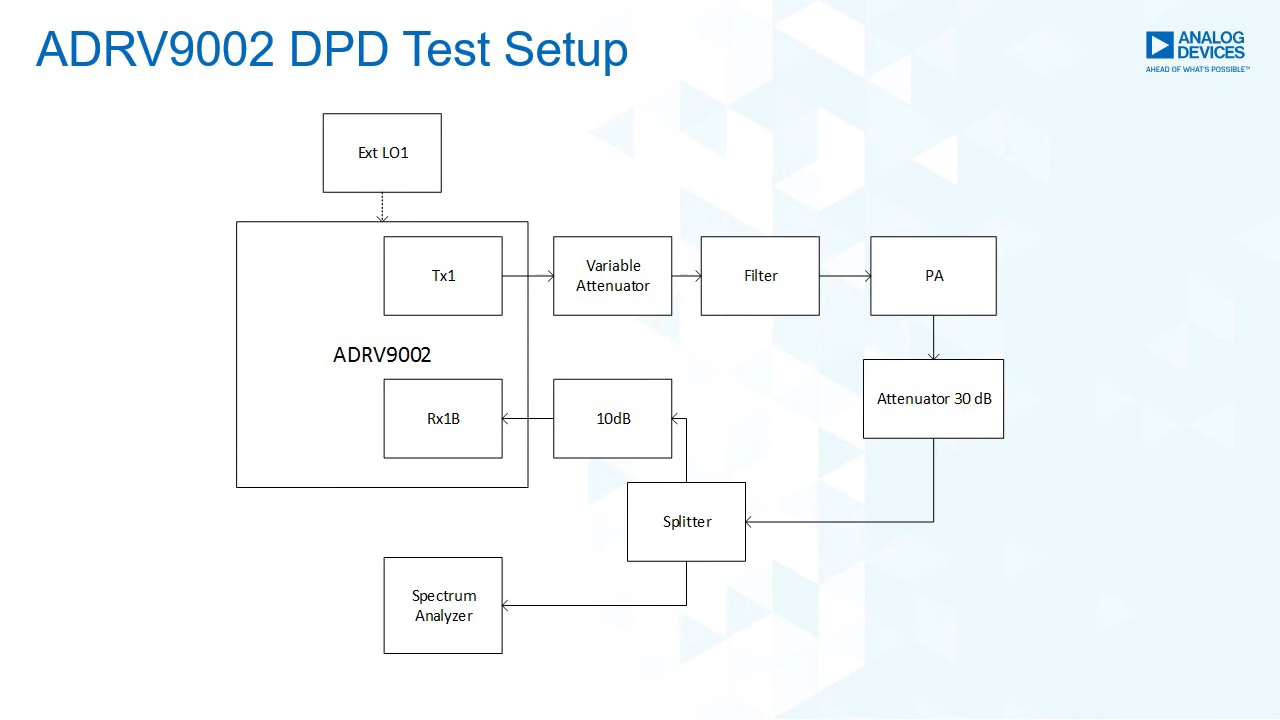 ADRV9002 DPD Test Setup
ANALOG
DEVICES
AHEAD OF WHAT'S POSSIBLE™
Ext LO1
Tx1
Variable
Attenuator
Filter
PA
ADRV9002
Attenuator 30 dB
Rx1B
10dB
Splitter
Spectrum
Analyzer